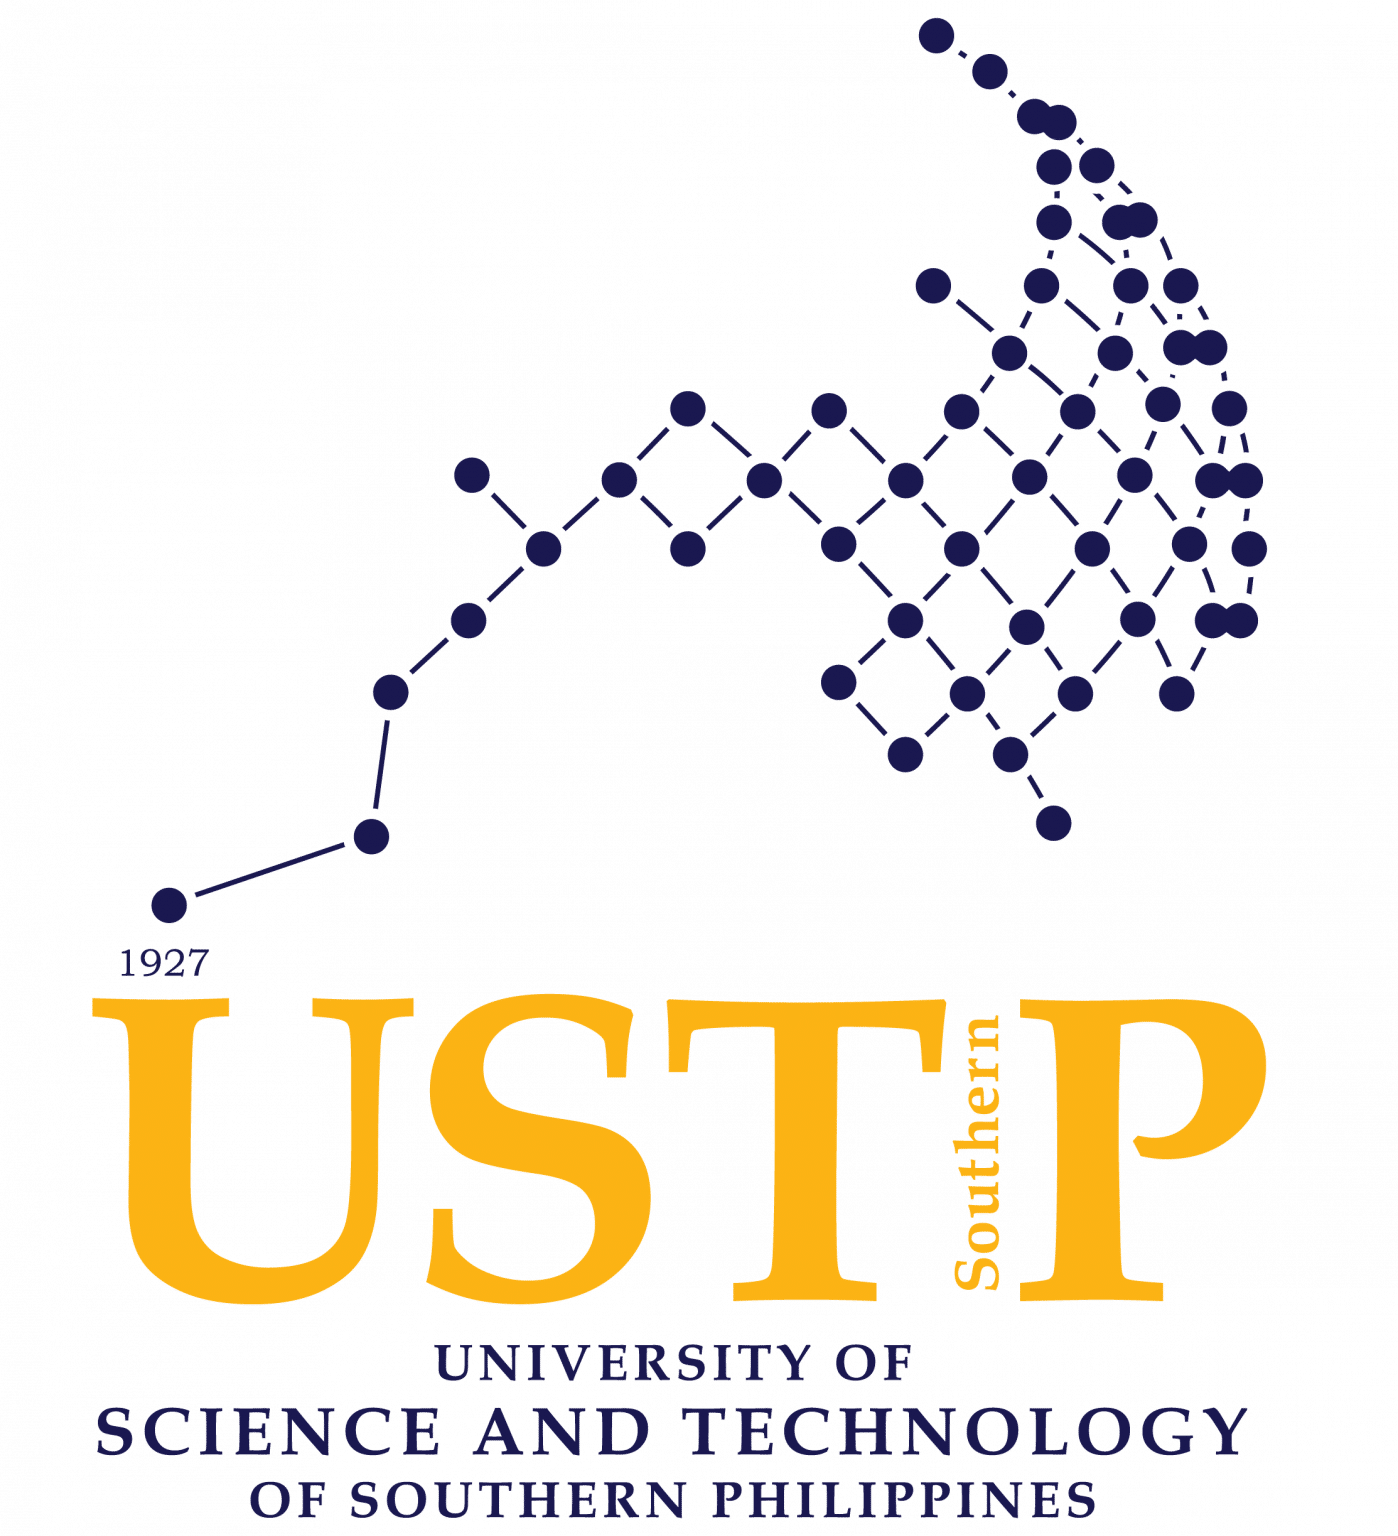 1927
USTP
Southern
UNIVERSITY OF
SCIENCE AND TECHNOLOGY
OF SOUTHERN PHILIPPINES